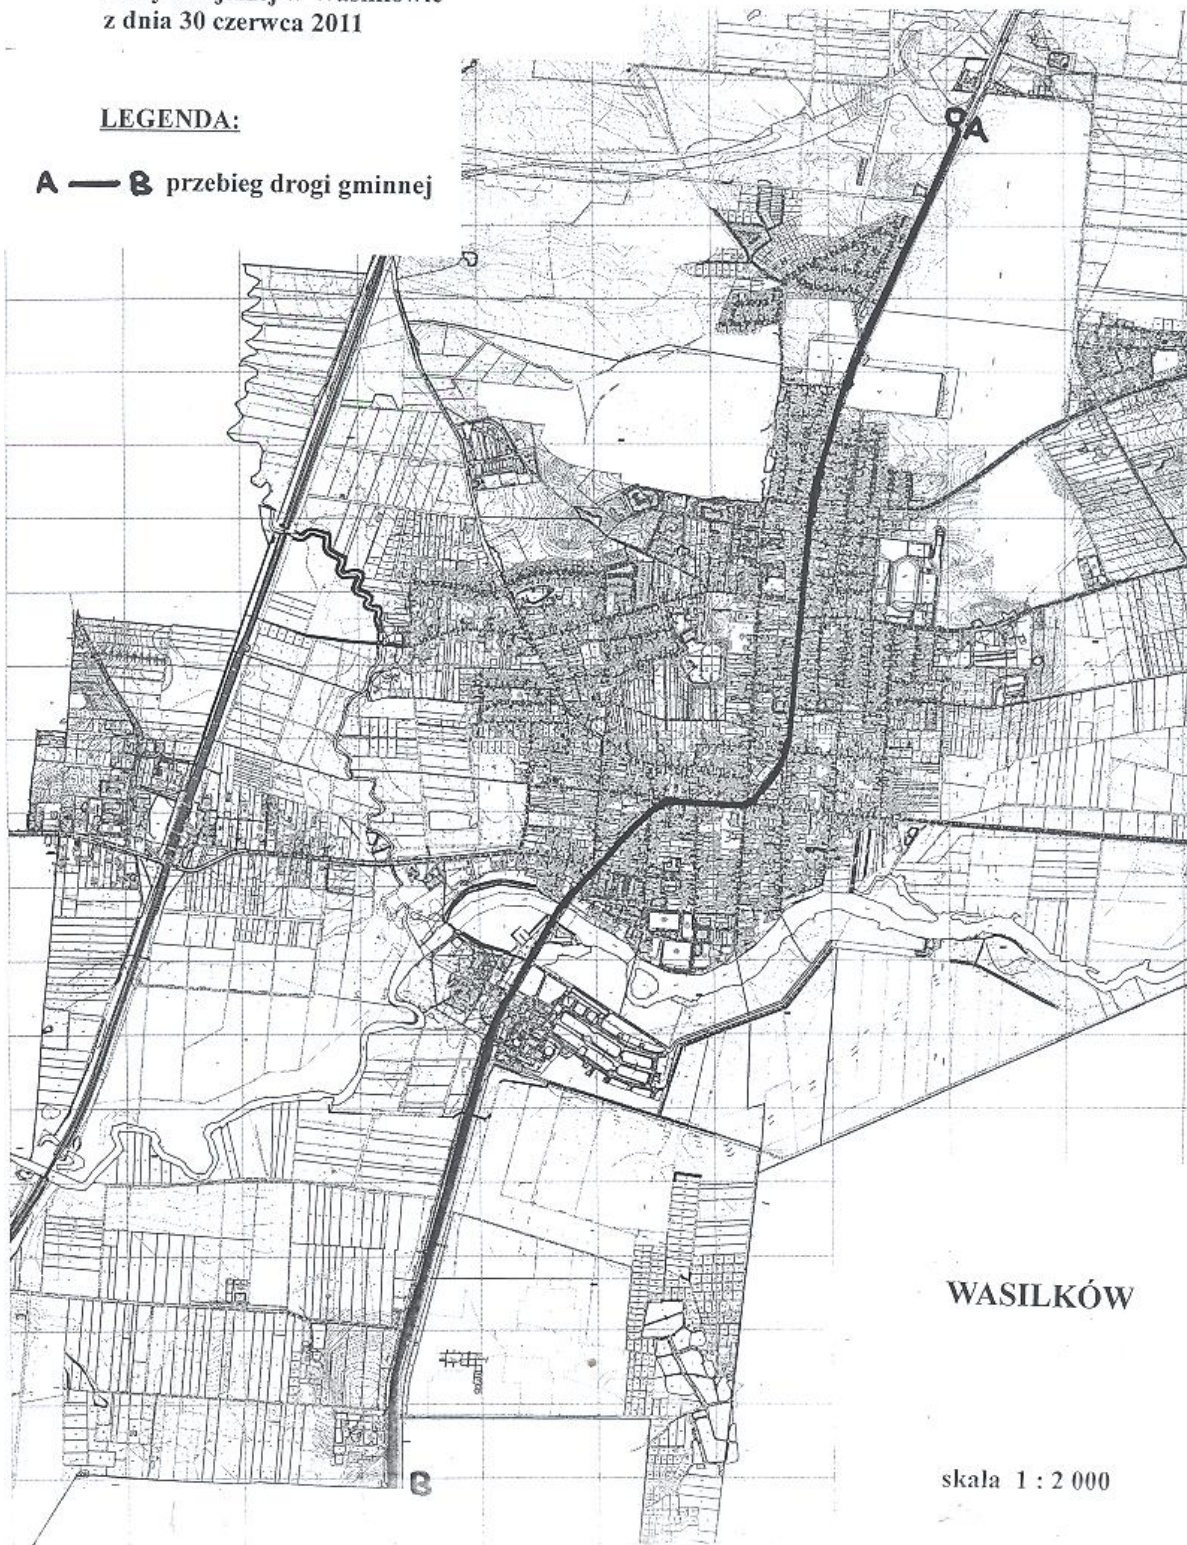 z dnia 30 czerwca 2011
LEGENDA:
A — B przebieg drogi gminnej
A
WASILKÓW
B
skala 1 : 2 000